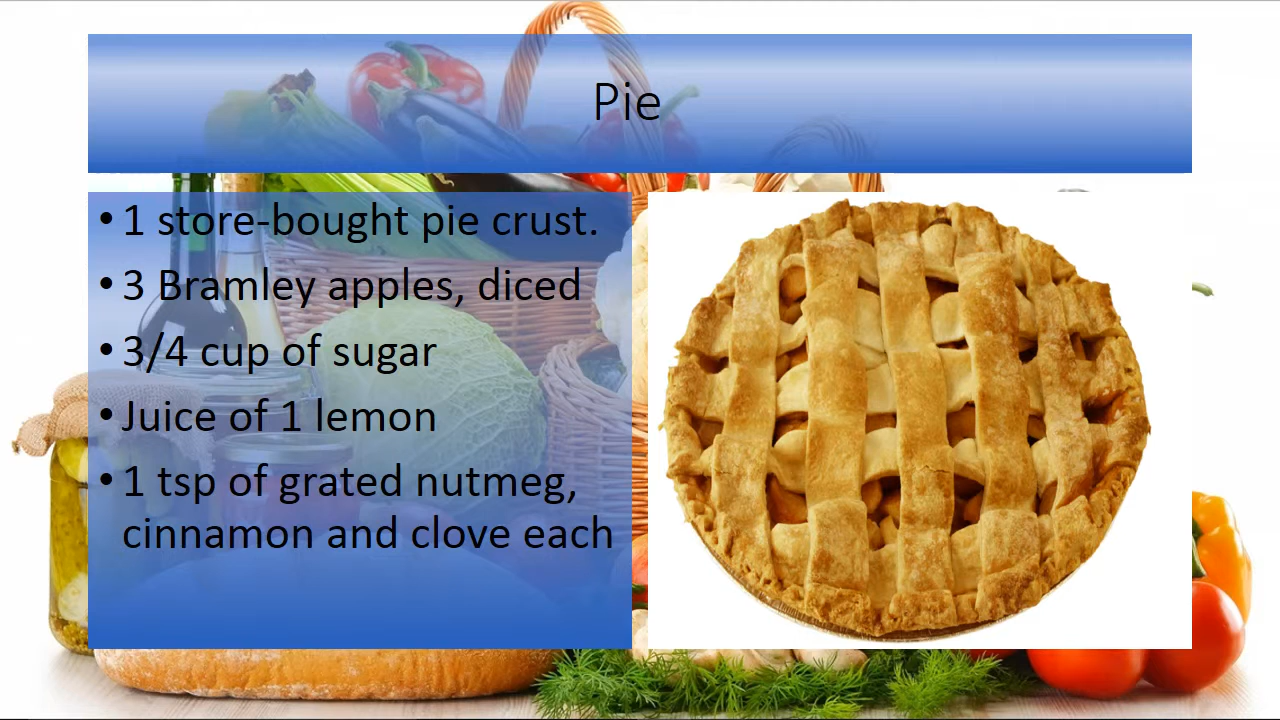 Pie
• 1 store-bought pie crust.
• 3 Bramley apples, diced
• 3/4 cup of sugar
• Juice of 1 lemon
• 1 tsp of grated nutmeg,
cinnamon and clove each